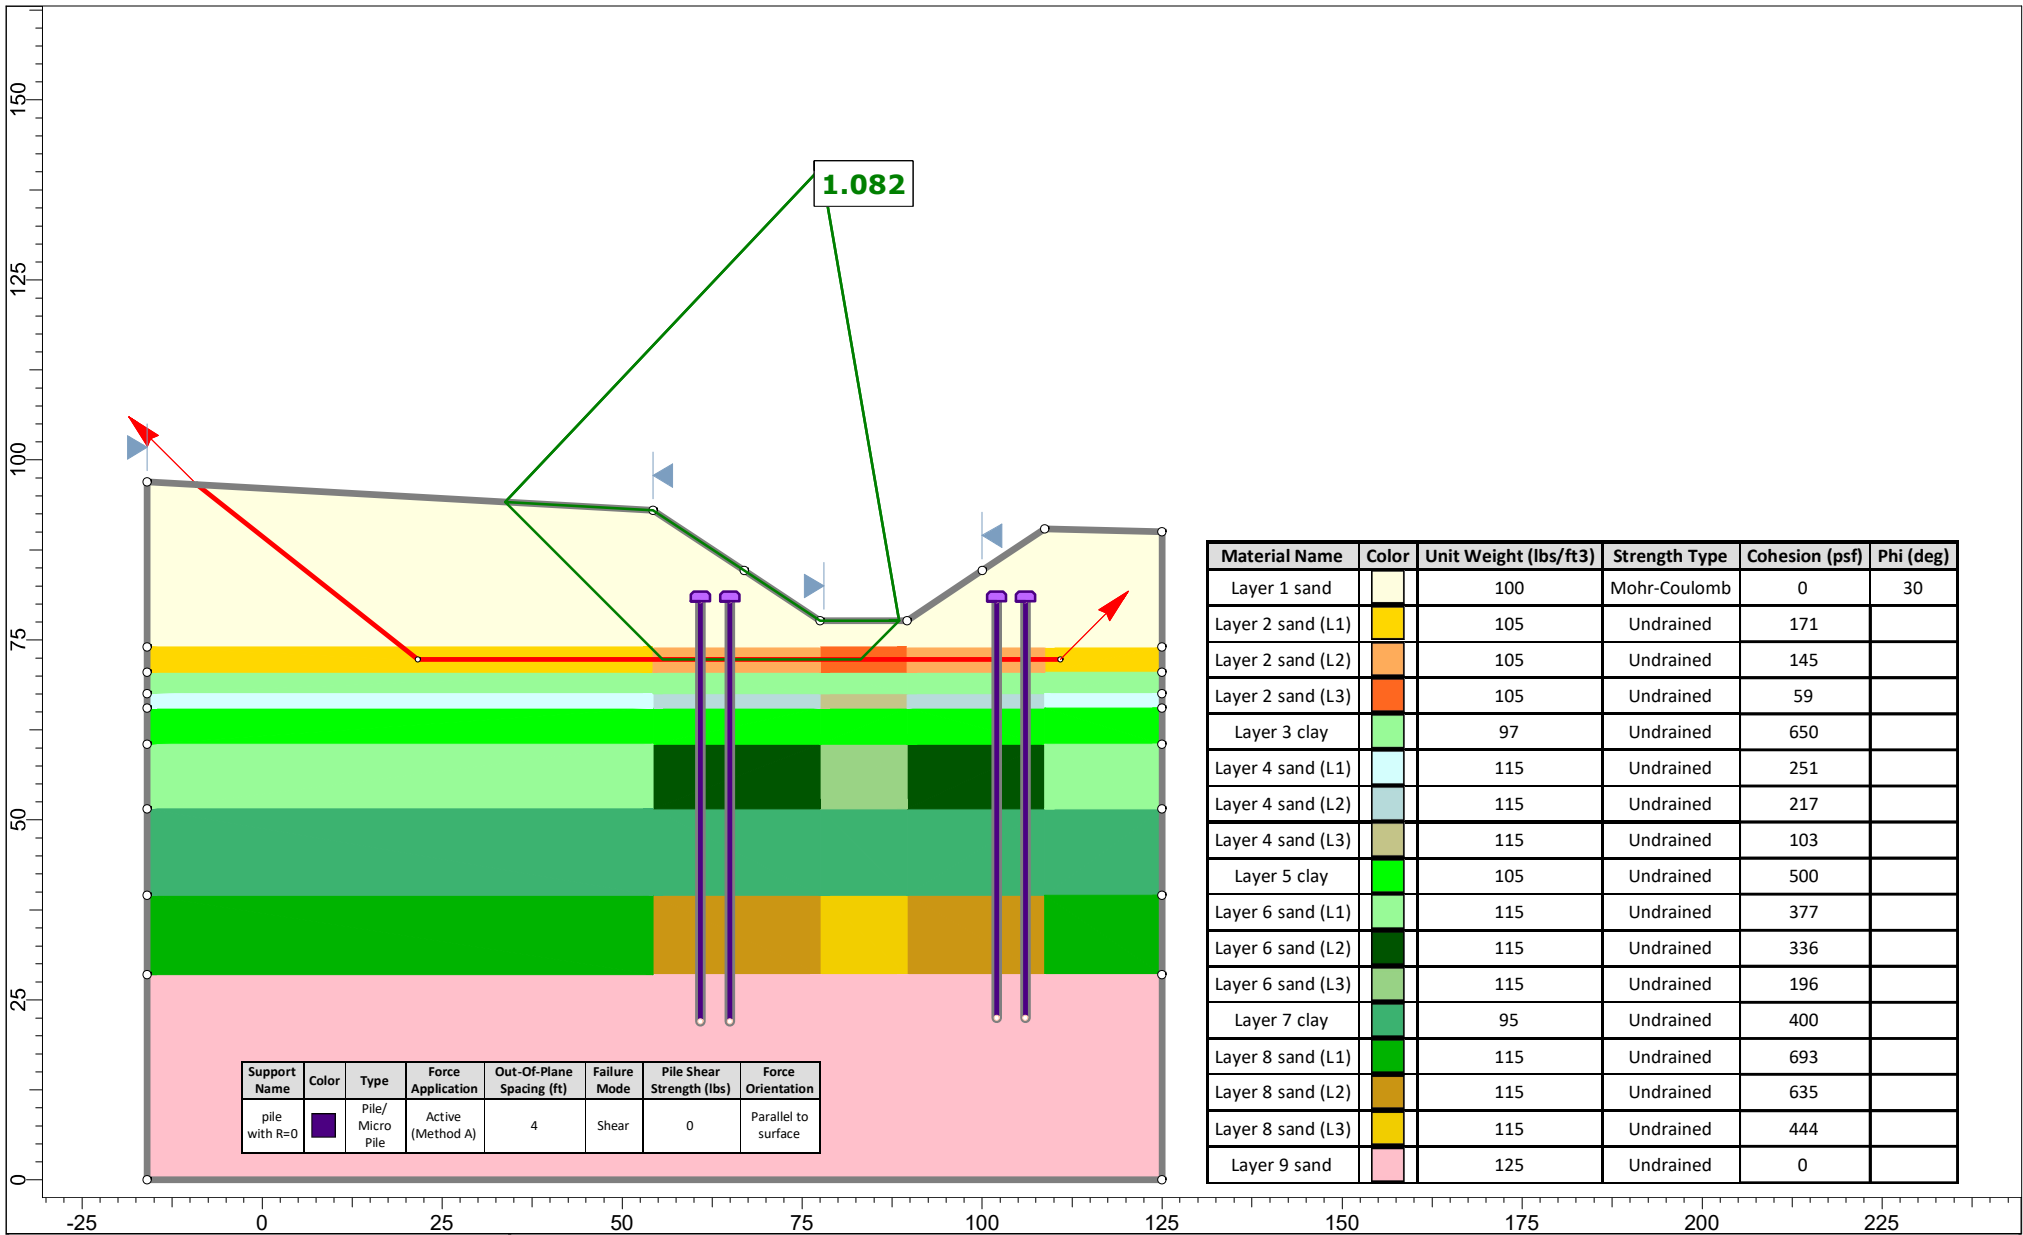 150
125
100
75
50
25
0
1.082
Material Name Color Unit Weight (lbs/ft3) Strength Type Cohesion (psf) Phi (deg)
Layer 1 sand 100 Mohr-Coulomb 0 30
Layer 2 sand (L1) 105 Undrained 171
Layer 2 sand (L2) 105 Undrained 145
Layer 2 sand (L3) 105 Undrained 59
Layer 3 clay 97 Undrained 650
Layer 4 sand (L1) 115 Undrained 251
Layer 4 sand (L2) 115 Undrained 217
Layer 4 sand (L3) 115 Undrained 103
Layer 5 clay 105 Undrained 500
Layer 6 sand (L1) 115 Undrained 377
Layer 6 sand (L2) 115 Undrained 336
Layer 6 sand (L3) 115 Undrained 196
Layer 7 clay 95 Undrained 400
Layer 8 sand (L1) 115 Undrained 693
Layer 8 sand (L2) 115 Undrained 635
Layer 8 sand (L3) 115 Undrained 444
Layer 9 sand 125 Undrained 0
Support Name Color Type Force Application Out-Of-Plane Spacing (ft) Failure Mode Pile Shear Strength (lbs) Force Orientation
pile with R=0 Pile/ Micro Pile Active (Method A) 4 Shear 0 Parallel to surface
-25 0 25 50 75 100 125 150 175 200 225